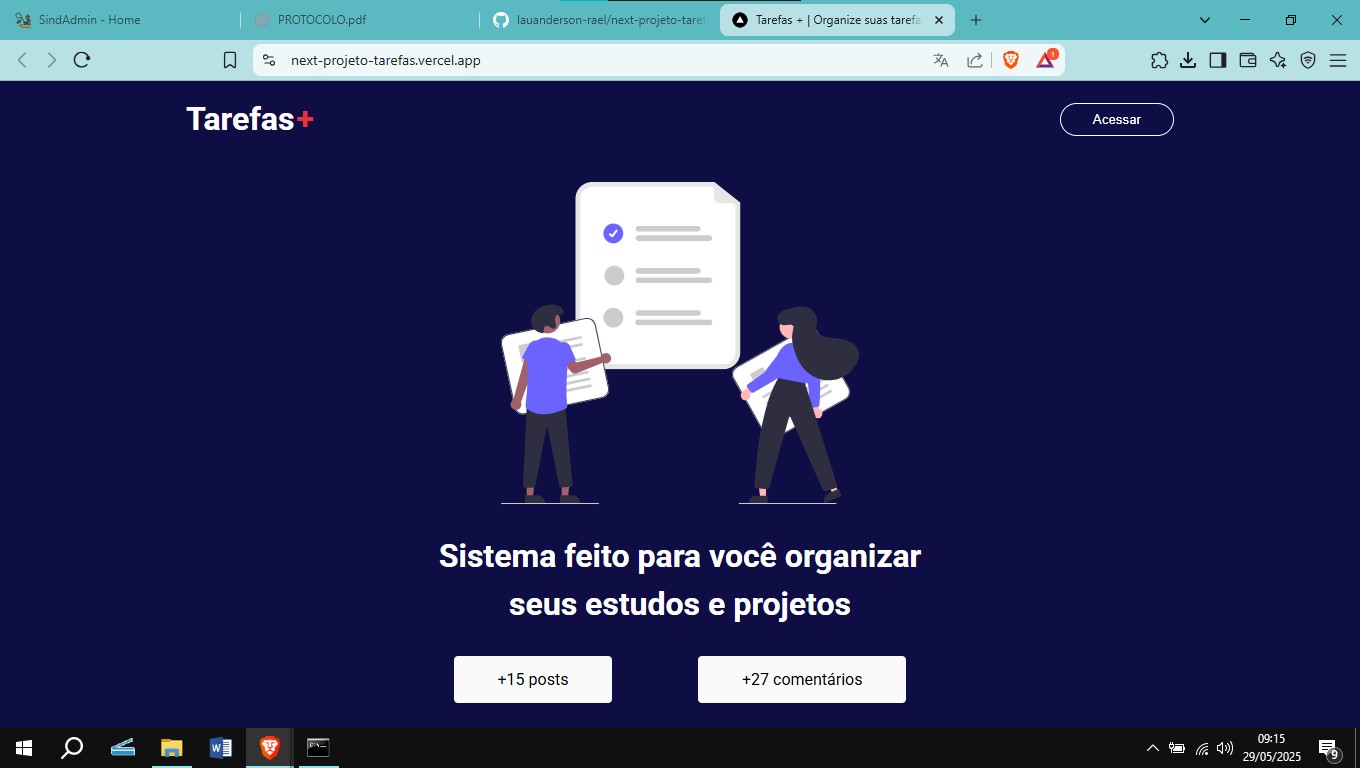 SindAdmin - Home
PROTOCOLO.pdf
lauanderson-rael/next-projeto-taref
Tarefas + | Organize suas tarefa
next-projeto-tarefas.vercel.app
1
Tarefas+
Acessar
Sistema feito para você organizar
seus estudos e projetos
+15 posts
+27 comentários
09:15
29/05/2025
9